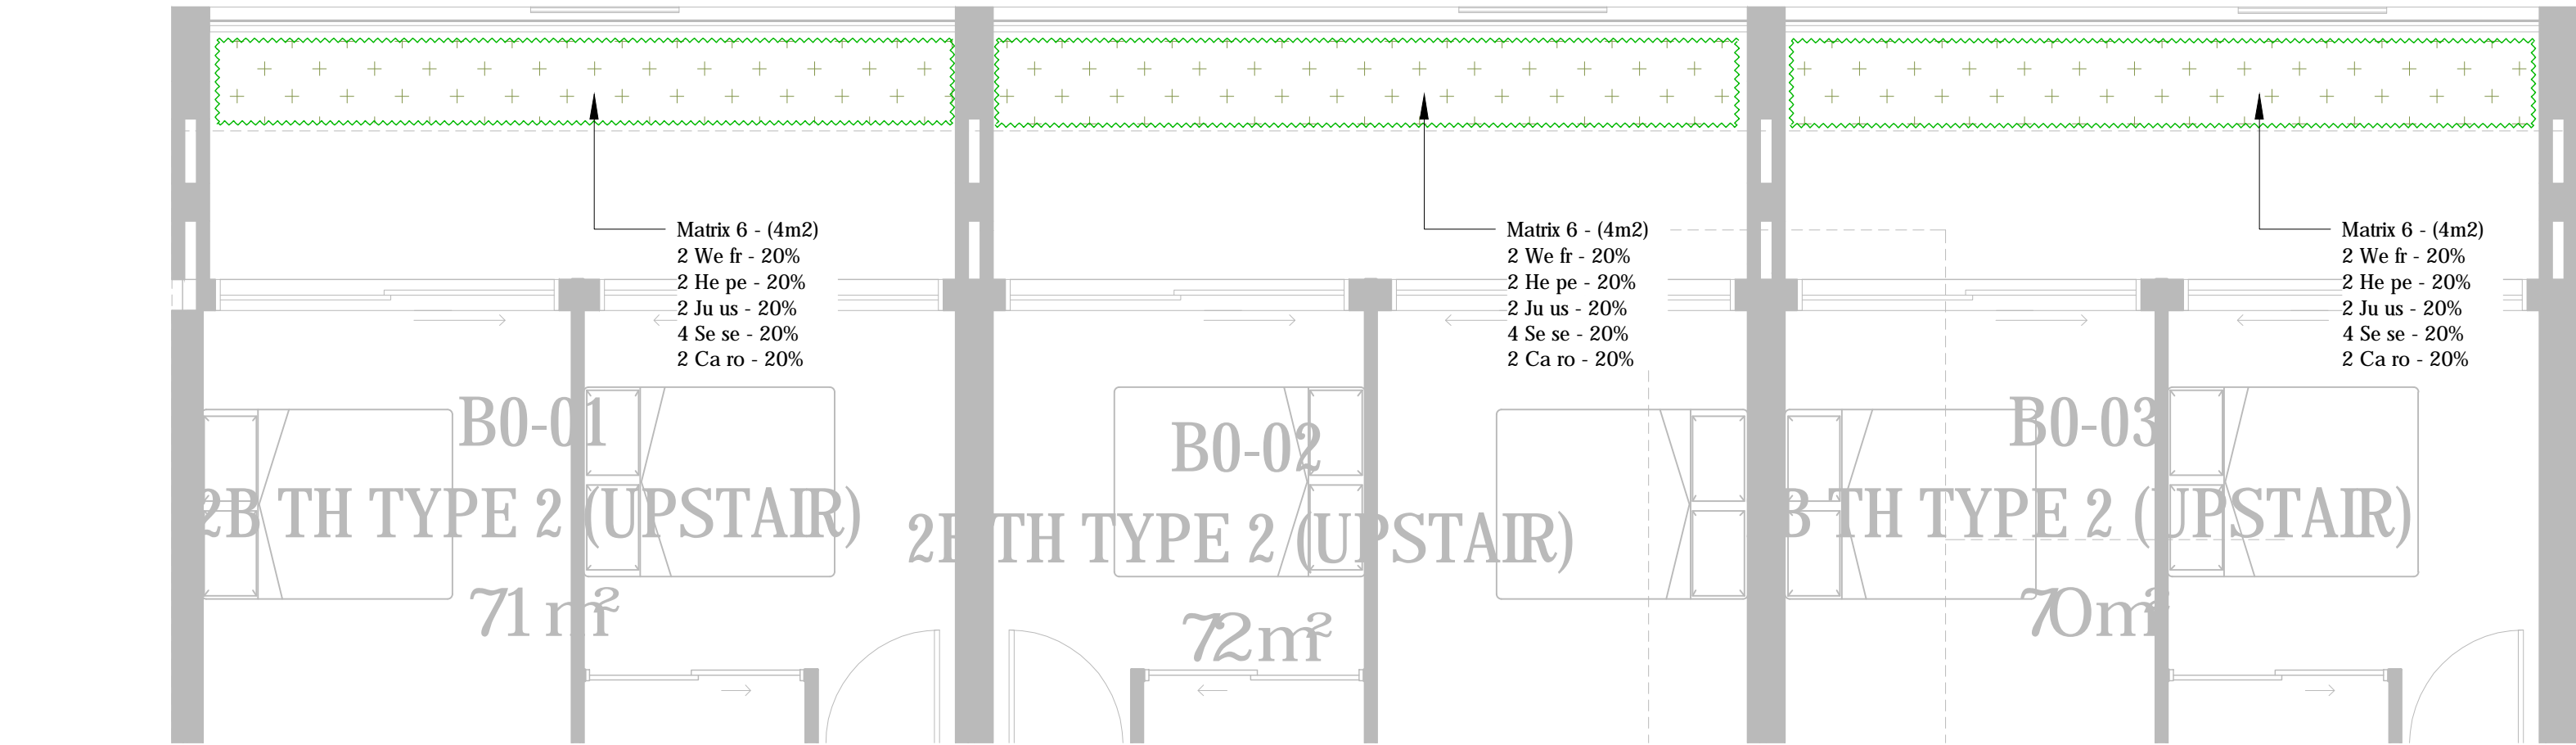 Matrix 6 - (4m2)
2 We fr - 20%
2 He pe - 20%
2 Ju us - 20%
4 Se se - 20%
2 Ca ro - 20%
Matrix 6 - (4m2)
2 We fr - 20%
2 He pe - 20%
2 Ju us - 20%
4 Se se - 20%
2 Ca ro - 20%
Matrix 6 - (4m2)
2 We fr - 20%
2 He pe - 20%
2 Ju us - 20%
4 Se se - 20%
2 Ca ro - 20%
B0-01
2B TH TYPE 2 (UPSTAIR)
71m²
B0-02
2B TH TYPE 2 (UPSTAIR)
72m²
B0-03
B TH TYPE 2 (UPSTAIR)
70m²